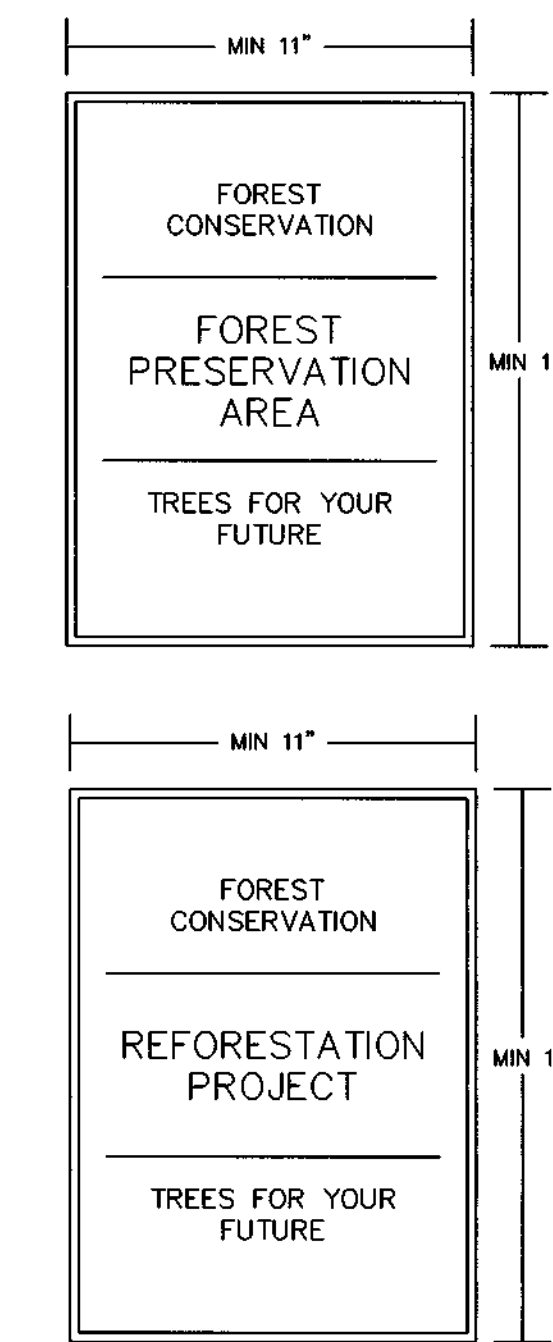 MIN 11"
FOREST
CONSERVATION
FOREST
PRESERVATION
AREA
MIN 1
TREES FOR YOUR
FUTURE
MIN 11"
FOREST
CONSERVATION
REFORESTATION
PROJECT
MIN 1
TREES FOR YOUR
FUTURE